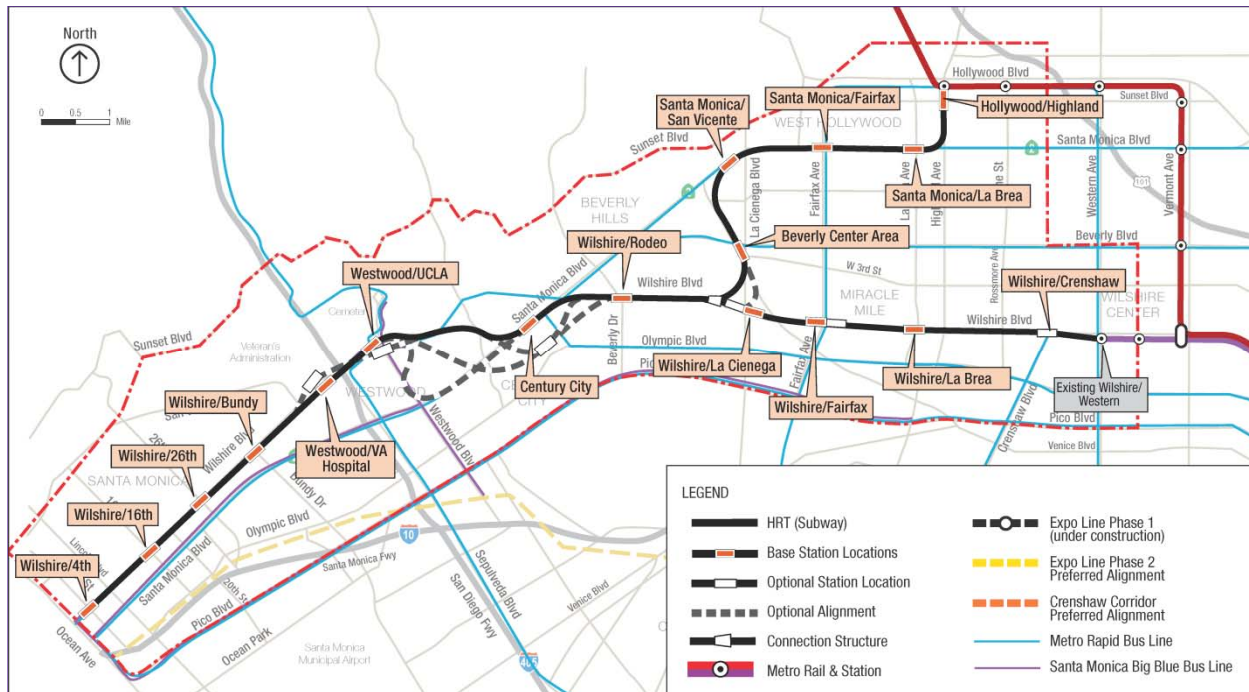 North
0
0.5
1
Mile
Hollywood Blvd
Sunset Blvd
Santa Monica/Fairfax
Santa Monica/
San Vicente
Hollywood/Highland
WEST HOLLYWOOD
Sunset Blvd
Santa Monica Blvd
La Cienega Blvd
Fairfax Ave
Western Ave
Vermont Ave
101
Santa Monica/La Brea
BEVERLY
HILLS
Wilshire/Rodeo
Beverly Center Area
Beverly Blvd
W 3rd St
Rossmore Ave
Westwood/UCLA
Santa Monica Blvd
Wilshire Blvd
MIRACLE
MILE
Wilshire/Crenshaw
WILSHIRE
CENTER
Wilshire Blvd
Sunset Blvd
Veteran's
Administration
Beverly Dr
Olympic Blvd
Fairfax Ave
Century City
Wilshire/La Cienega
Wilshire/La Brea
Existing Wilshire/
Western
WESTWOOD
CITY
Wilshire/Fairfax
Crenshaw Blvd
Pico Blvd
Venice Blvd
Wilshire/Bundy
Wilshire Blvd
Westwood Blvd
Westwood/VA
Hospital
Wilshire/26th
SANTA MONICA
Bundy Dr
Wilshire/16th
Olympic Blvd
10
Santa Monica Fwy
Wilshire/4th
Santa Monica Blvd
20th St
Pico Blvd
Sepulveda Blvd
San Diego Fwy
Venice Blvd
Ocean Ave
Ocean Park
Santa Monica
Municipal Airport
405
LEGEND
HRT (Subway)
Base Station Locations
Optional Station Location
Optional Alignment
Connection Structure
Metro Rail & Station
Expo Line Phase 1
(under construction)
Expo Line Phase 2
Preferred Alignment
Crenshaw Corridor
Preferred Alignment
Metro Rapid Bus Line
Santa Monica Big Blue Bus Line